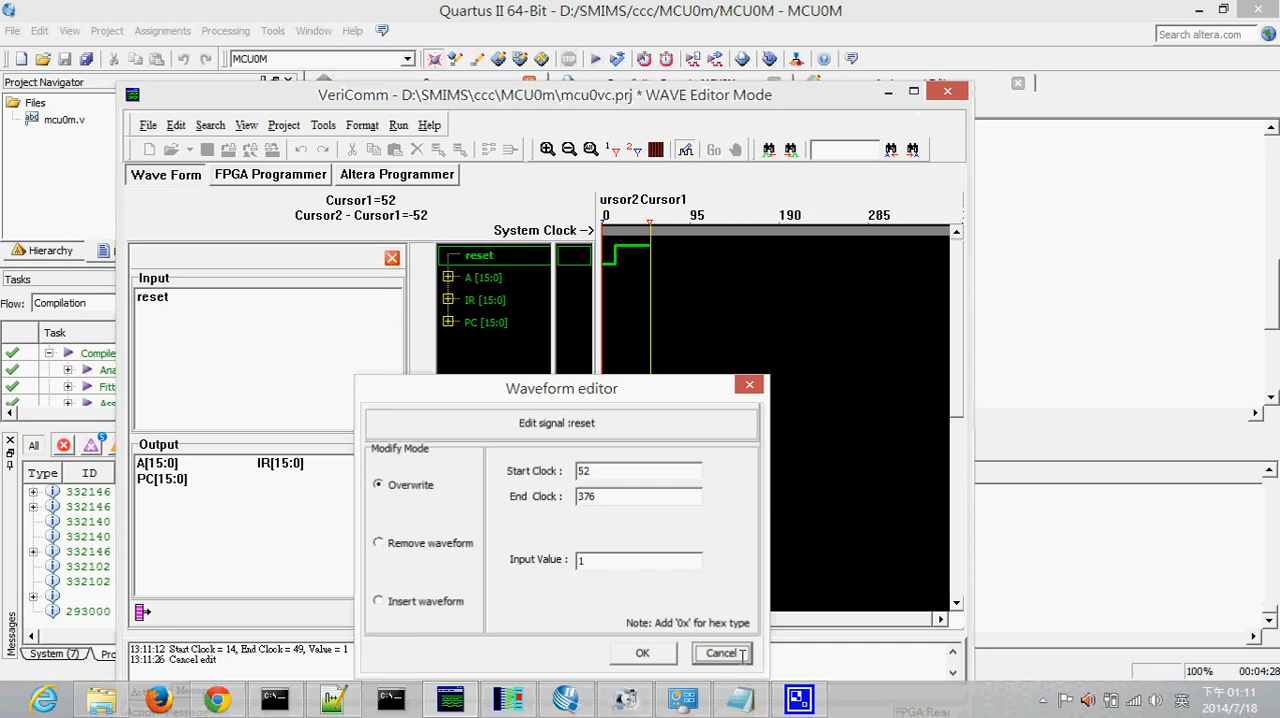 Quartus II 64-Bit - D:/SMIMS/ccc/MCU0m/MCU0M - MCU0M
File Edit View Project Assignments Processing Tools Window Help
Search altera.com
MCU0M
Project Navigator
Files
mcu0m.v
Hierarchy
Tasks
Flow: Compilation
Task
Compile
Ana
Fitt
Ass
All
Type ID
332146
332146
332140
332140
332146
332102
332102
293000
System (7) Pro
Messages
VeriComm - D:\SMIMS\ccc\MCU0m\mcu0vc.prj * WAVE Editor Mode
File Edit Search View Project Tools Format Run Help
Go
Wave Form FPGA Programmer Altera Programmer
Cursor1=52
Cursor2 - Cursor1=-52
System Clock ->
ursor2Cursor1
0 95 190 285
Input
reset
Output
A[15:0] IR[15:0]
PC[15:0]
reset
A [15:0]
IR [15:0]
PC [15:0]
Waveform editor
Edit signal :reset
Modify Mode
Overwrite
Remove waveform
Insert waveform
Start Clock : 52
End Clock : 376
Input Value : 1
Note: Add '0x' for hex type
OK Cancel
13:11:12 Start Clock = 14, End Clock = 49, Value = 1
13:11:26 Cancel edit
100% 00:04:28
英
下午 01:11
2014/7/18